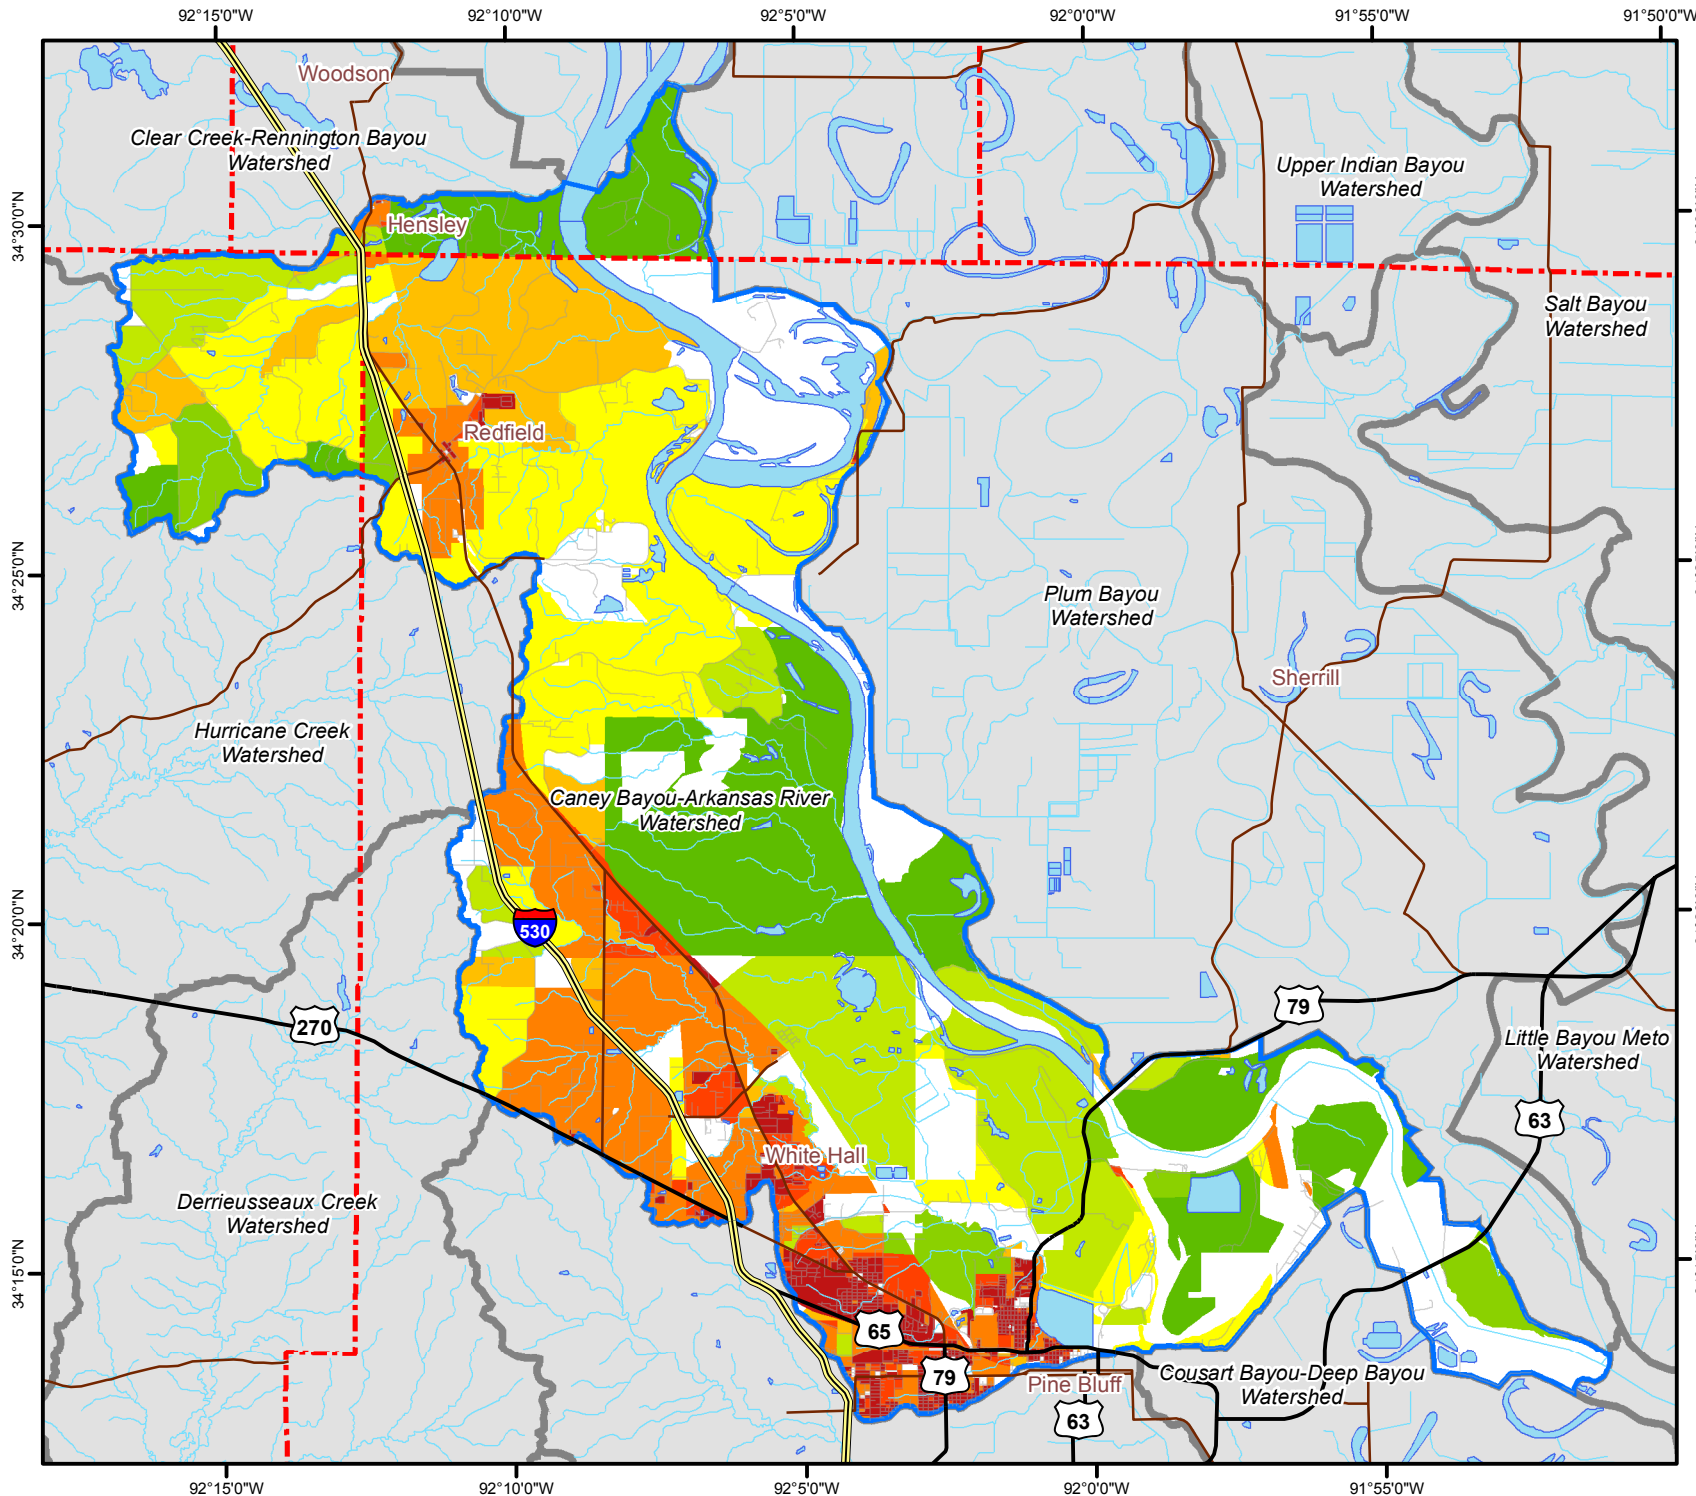 92°15'0"W
92°10'0"W
92°5'0"W
92°0'0"W
91°55'0"W
91°50'0"W
Woodson
Clear Creek-Rennington Bayou
Watershed
Upper Indian Bayou
Watershed
34°30'0"N
Hensley
Salt Bayou
Watershed
Redfield
34°25'0"N
Plum Bayou
Watershed
Sherrill
Hurricane Creek
Watershed
Caney Bayou-Arkansas River
Watershed
34°20'0"N
530
270
79
Little Bayou Meto
Watershed
63
White Hall
Derrieusseaux Creek
Watershed
34°15'0"N
65
79
Pine Bluff
Cousart Bayou-Deep Bayou
Watershed
63
92°15'0"W
92°10'0"W
92°5'0"W
92°0'0"W
91°55'0"W